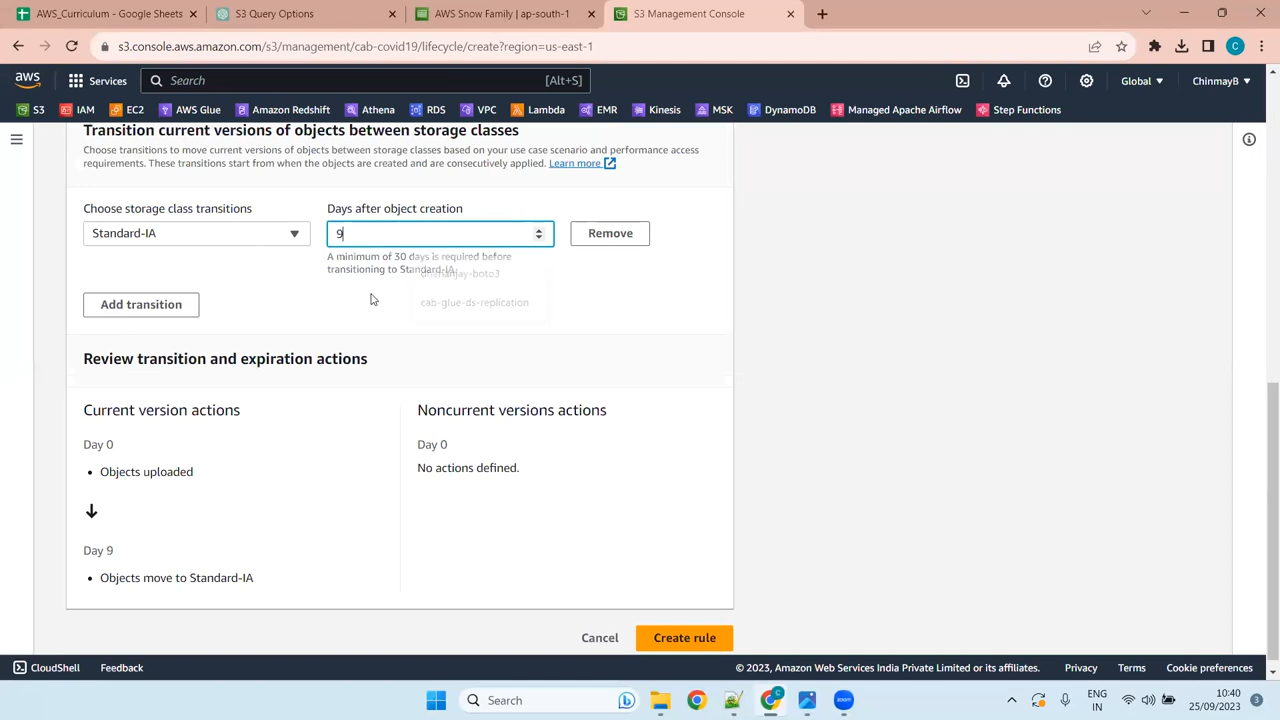 AWS_Curriculum - Google Sheets
S3 Query Options
AWS Snow Family | ap-south-1
S3 Management Console
s3.console.aws.amazon.com/s3/management/cab-covid19/lifecycle/create?region=us-east-1
C
aws
Services
Search
[Alt+S]
Global
ChinmayB
S3
IAM
EC2
AWS Glue
Amazon Redshift
Athena
RDS
VPC
Lambda
EMR
Kinesis
MSK
DynamoDB
Managed Apache Airflow
Step Functions
Transition current versions of objects between storage classes
Choose transitions to move current versions of objects between storage classes based on your use case scenario and performance access
requirements. These transitions start from when the objects are created and are consecutively applied. Learn more
Choose storage class transitions
Days after object creation
Standard-IA
9
Remove
A minimum of 30 days is required before
transitioning to Standard-IA.
dhananjay-boto3
cab-glue-ds-replication
Add transition
Review transition and expiration actions
Current version actions
Noncurrent versions actions
Day 0
Day 0
Objects uploaded
No actions defined.
Day 9
Objects move to Standard-IA
Cancel
Create rule
CloudShell
Feedback
© 2023, Amazon Web Services India Private Limited or its affiliates.
Privacy
Terms
Cookie preferences
Search
zoom
ENG
IN
10:40
25/09/2023
3